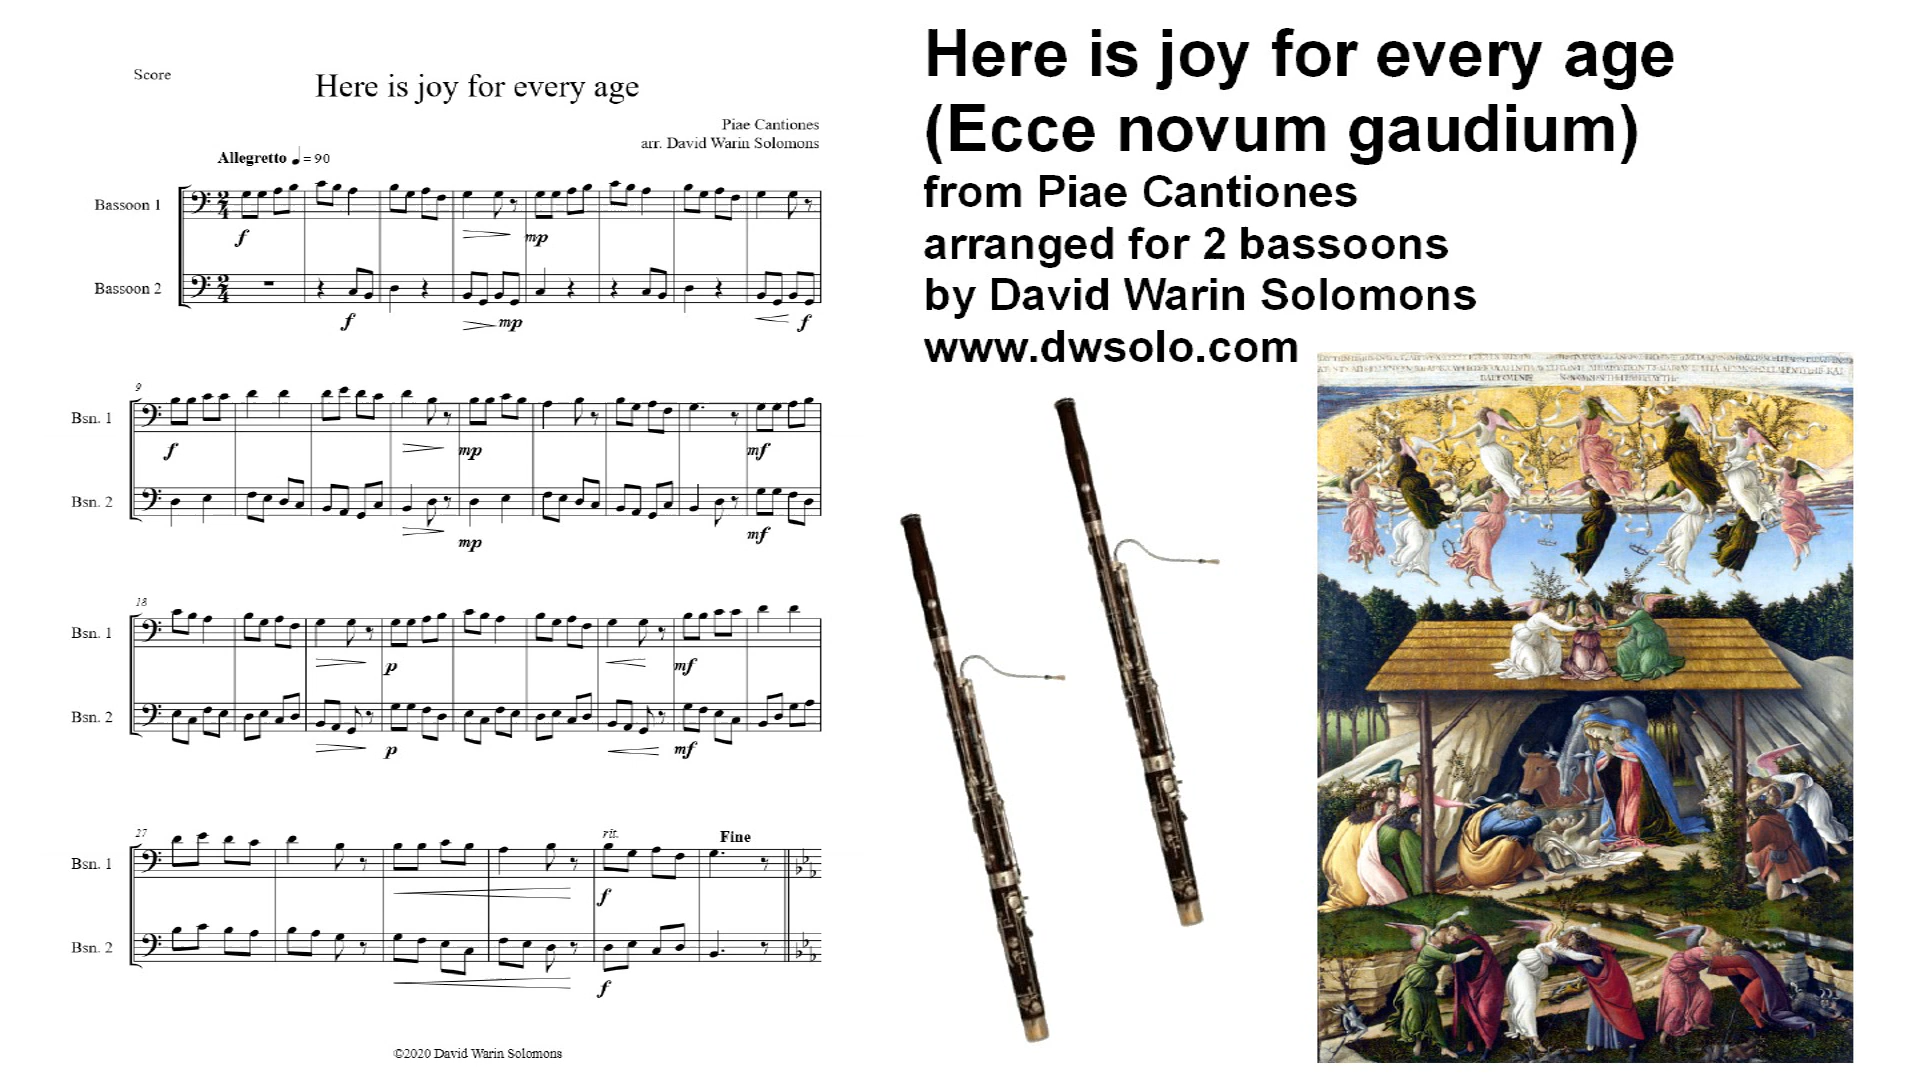 Score
Here is joy for every age
Piae Cantiones
arr. David Warin Solomons
Allegretto ♩= 90
Bassoon 1
f
mp
Bassoon 2
f
mp
f
9
Bsn. 1
f
mp
mf
Bsn. 2
mp
mf
18
Bsn. 1
p
mf
Bsn. 2
p
mf
27
rit.
Fine
Bsn. 1
f
Bsn. 2
f
©2020 David Warin Solomons
Here is joy for every age
(Ecce novum gaudium)
from Piae Cantiones
arranged for 2 bassoons
by David Warin Solomons
www.dwsolo.com